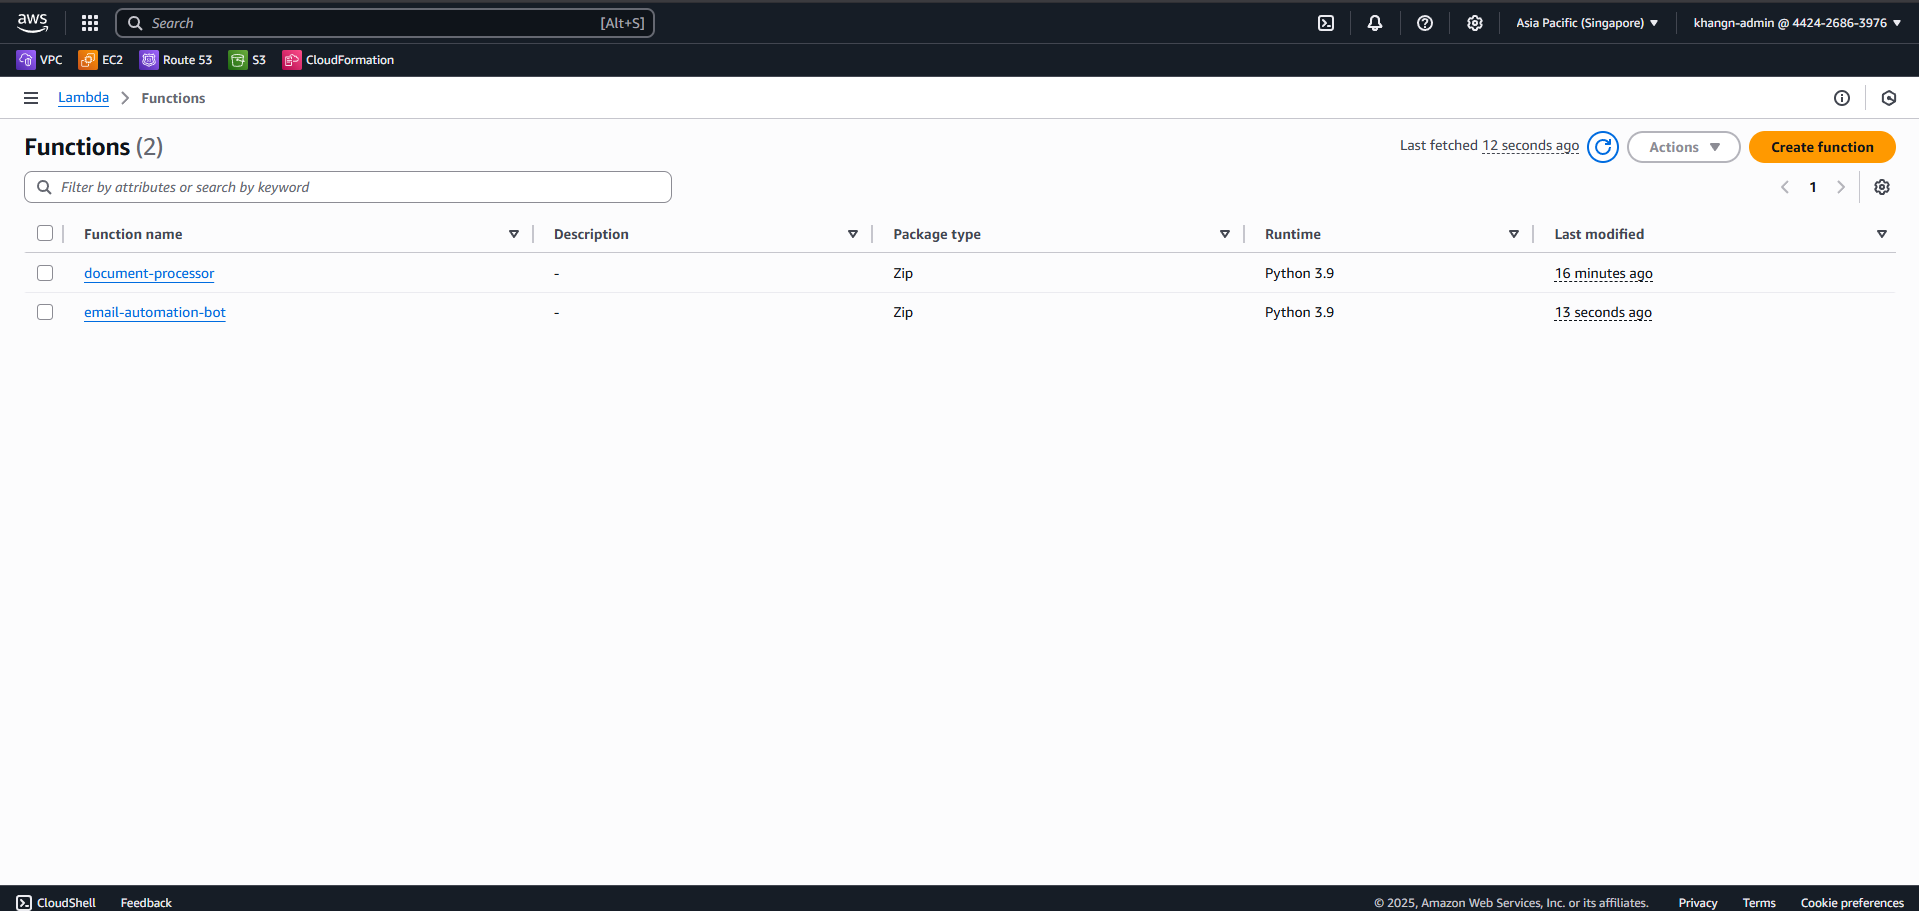 aws Search [Alt+S] Asia Pacific (Singapore) khangn-admin @ 4424-2686-3976
VPC EC2 Route 53 S3 CloudFormation
Lambda Functions
Functions (2) Last fetched 12 seconds ago Actions Create function
Filter by attributes or search by keyword 1
Function name Description Package type Runtime Last modified
document-processor - Zip Python 3.9 16 minutes ago
email-automation-bot - Zip Python 3.9 13 seconds ago
CloudShell Feedback © 2025, Amazon Web Services, Inc. or its affiliates. Privacy Terms Cookie preferences